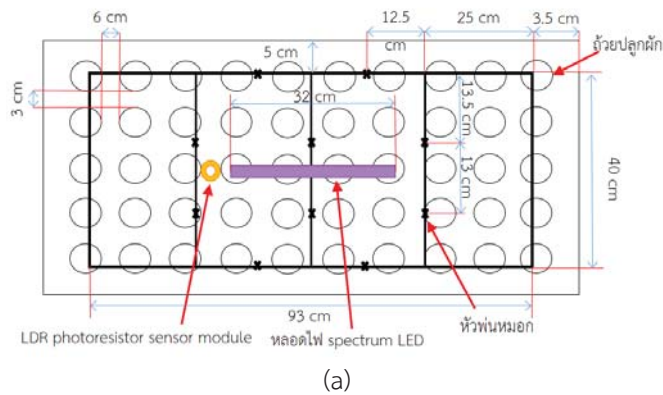 6 cm
12.5
cm
25 cm
3.5 cm
5 cm
ถ้วยปลูกผัก
3 cm
32 cm
13.5 cm
13 cm
40 cm
93 cm
LDR photoresistor sensor module
หลอดไฟ spectrum LED
หัวพ่นหมอก
(a)